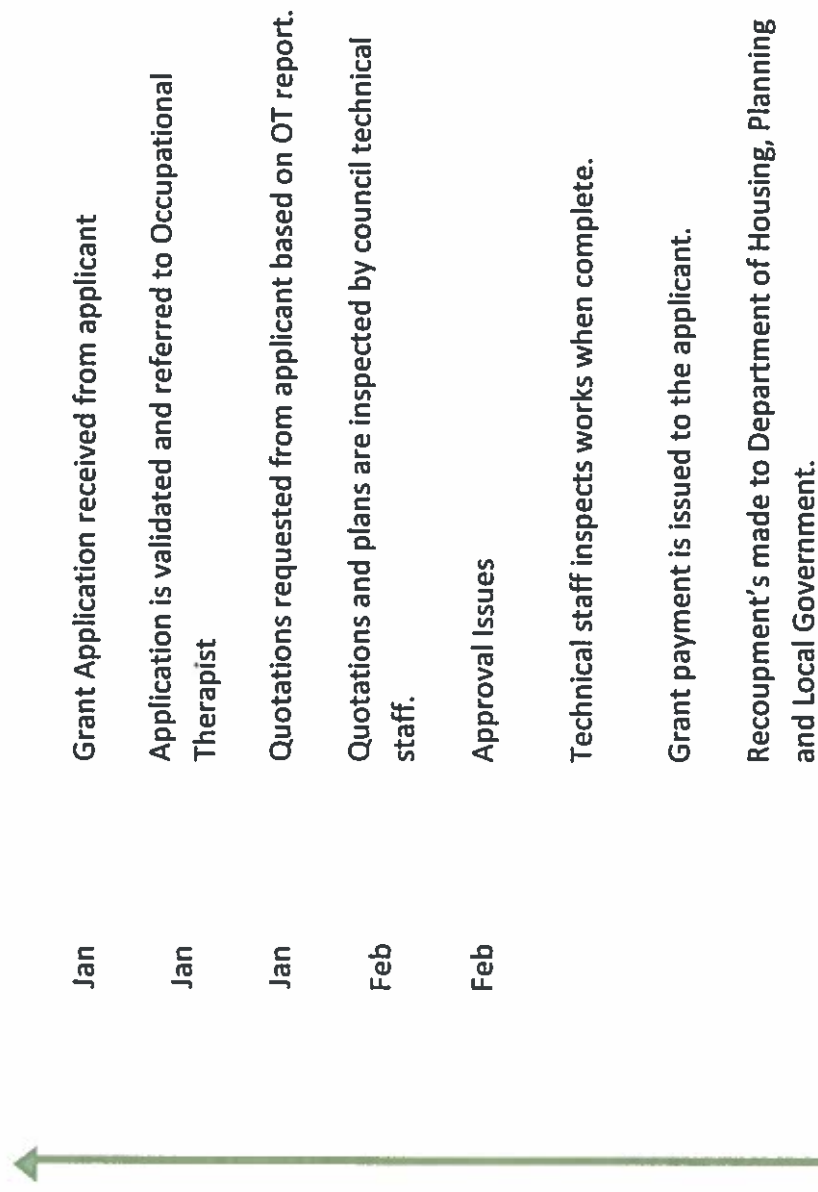 Jan Grant Application received from applicant
Jan Application is validated and referred to Occupational
Therapist
Jan Quotations requested from applicant based on OT report.
Feb Quotations and plans are inspected by council technical
staff.
Feb Approval Issues
Technical staff inspects works when complete.
Grant payment is issued to the applicant.
Recoupment's made to Department of Housing, Planning
and Local Government.